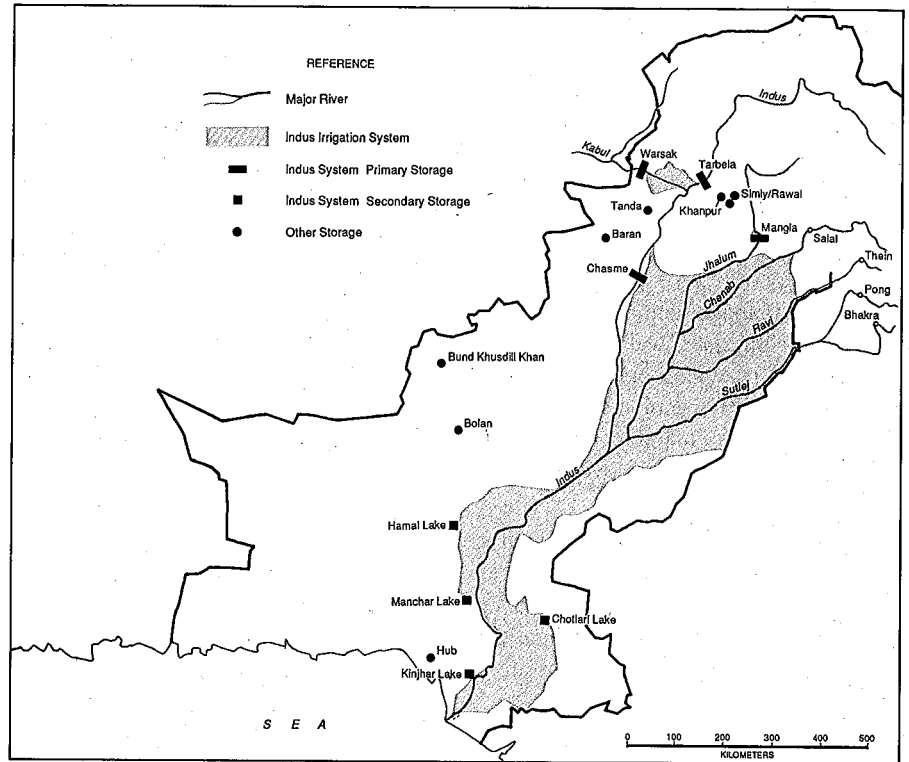 REFERENCE
Major River
Indus Irrigation System
Indus System Primary Storage
Indus System Secondary Storage
Other Storage
Indus
Kabul
Warsak
Tarbela
Simly/Rawal
Khanpur
Tanda
Baran
Mangla
Salal
Chasme
Jhalum
Chenab
Thein
Pong
Bhakra
Ravi
Sutlej
Bund Khusdill Khan
Bolan
Indus
Hamal Lake
Manchar Lake
Chotlari Lake
Hub
Kinjhar Lake
S E A
0 100 200 300 400 500
KILOMETERS